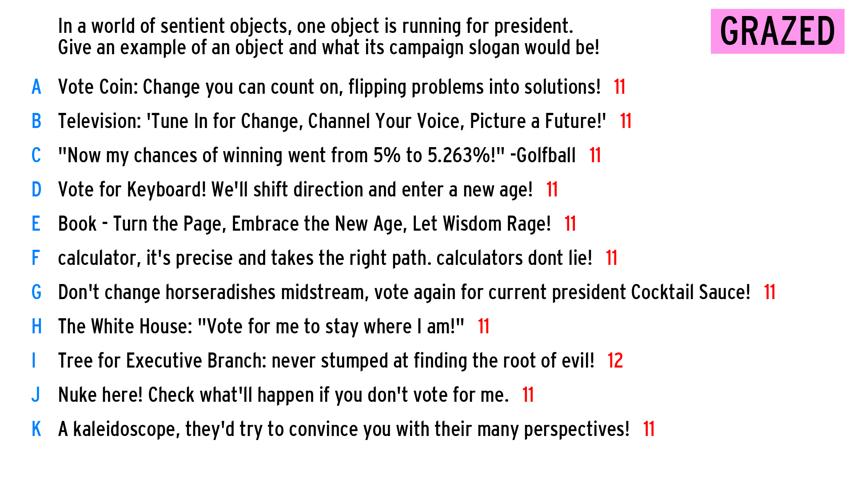 In a world of sentient objects, one object is running for president.
Give an example of an object and what its campaign slogan would be!
GRAZED
A Vote Coin: Change you can count on, flipping problems into solutions! 11
B Television: 'Tune In for Change, Channel Your Voice, Picture a Future!' 11
C "Now my chances of winning went from 5% to 5.263%!" -Golfball 11
D Vote for Keyboard! We'll shift direction and enter a new age! 11
E Book - Turn the Page, Embrace the New Age, Let Wisdom Rage! 11
F calculator, it's precise and takes the right path. calculators dont lie! 11
G Don't change horseradishes midstream, vote again for current president Cocktail Sauce! 11
H The White House: "Vote for me to stay where I am!" 11
I Tree for Executive Branch: never stumped at finding the root of evil! 12
J Nuke here! Check what'll happen if you don't vote for me. 11
K A kaleidoscope, they'd try to convince you with their many perspectives! 11